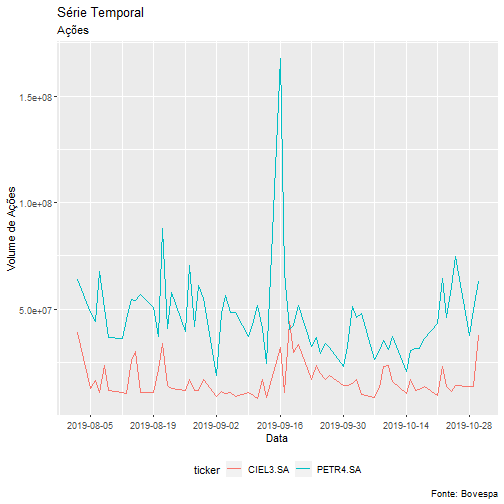 Série Temporal
Ações
Volume de Ações
1.5e+08
1.0e+08
5.0e+07
2019-08-05 2019-08-19 2019-09-02 2019-09-16 2019-09-30 2019-10-14 2019-10-28
Data
ticker CIEL3.SA PETR4.SA
Fonte: Bovespa